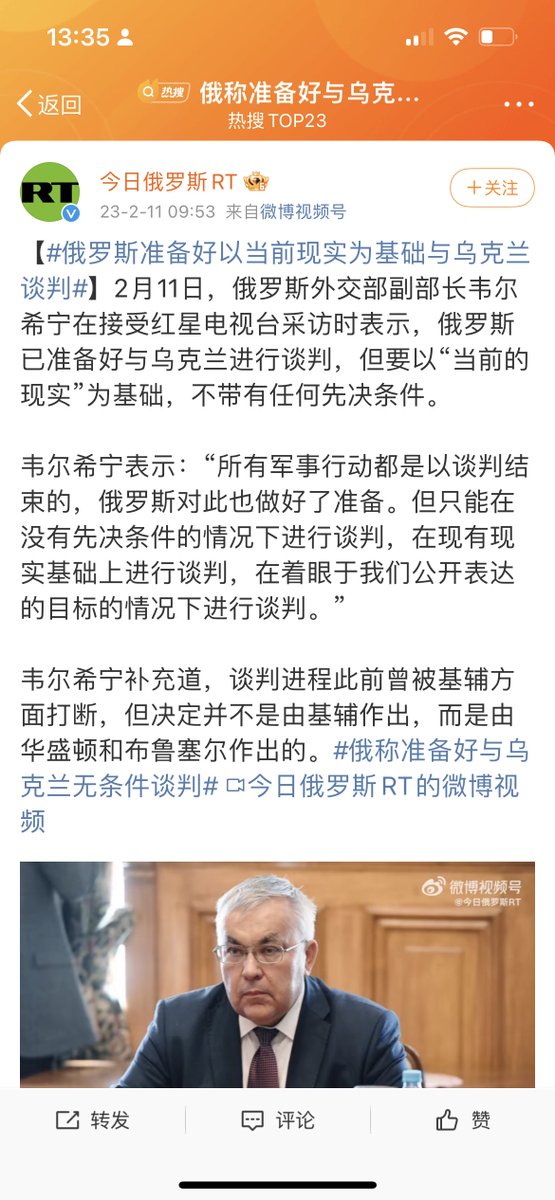 13:35
返回
热搜
俄称准备好与乌克...
热搜TOP23
RT
今日俄罗斯RT
+关注
23-2-11 09:53 来自微博视频号
【#俄罗斯准备好以当前现实为基础与乌克兰
谈判#】2月11日，俄罗斯外交部副部长韦尔
希宁在接受红星电视台采访时表示，俄罗斯
已准备好与乌克兰进行谈判，但要以“当前的
现实”为基础，不带有任何先决条件。
韦尔希宁表示：“所有军事行动都是以谈判结
束的，俄罗斯对此也做好了准备。但只能在
没有先决条件的情况下进行谈判，在现有现
实基础上进行谈判，在着眼于我们公开表达
的目标的情况下进行谈判。”
韦尔希宁补充道，谈判进程此前曾被基辅方
面打断，但决定并不是由基辅作出，而是由
华盛顿和布鲁塞尔作出的。#俄称准备好与乌
克兰无条件谈判# 今日俄罗斯RT的微博视
频
微博视频号
@今日俄罗斯RT
转发
评论
赞